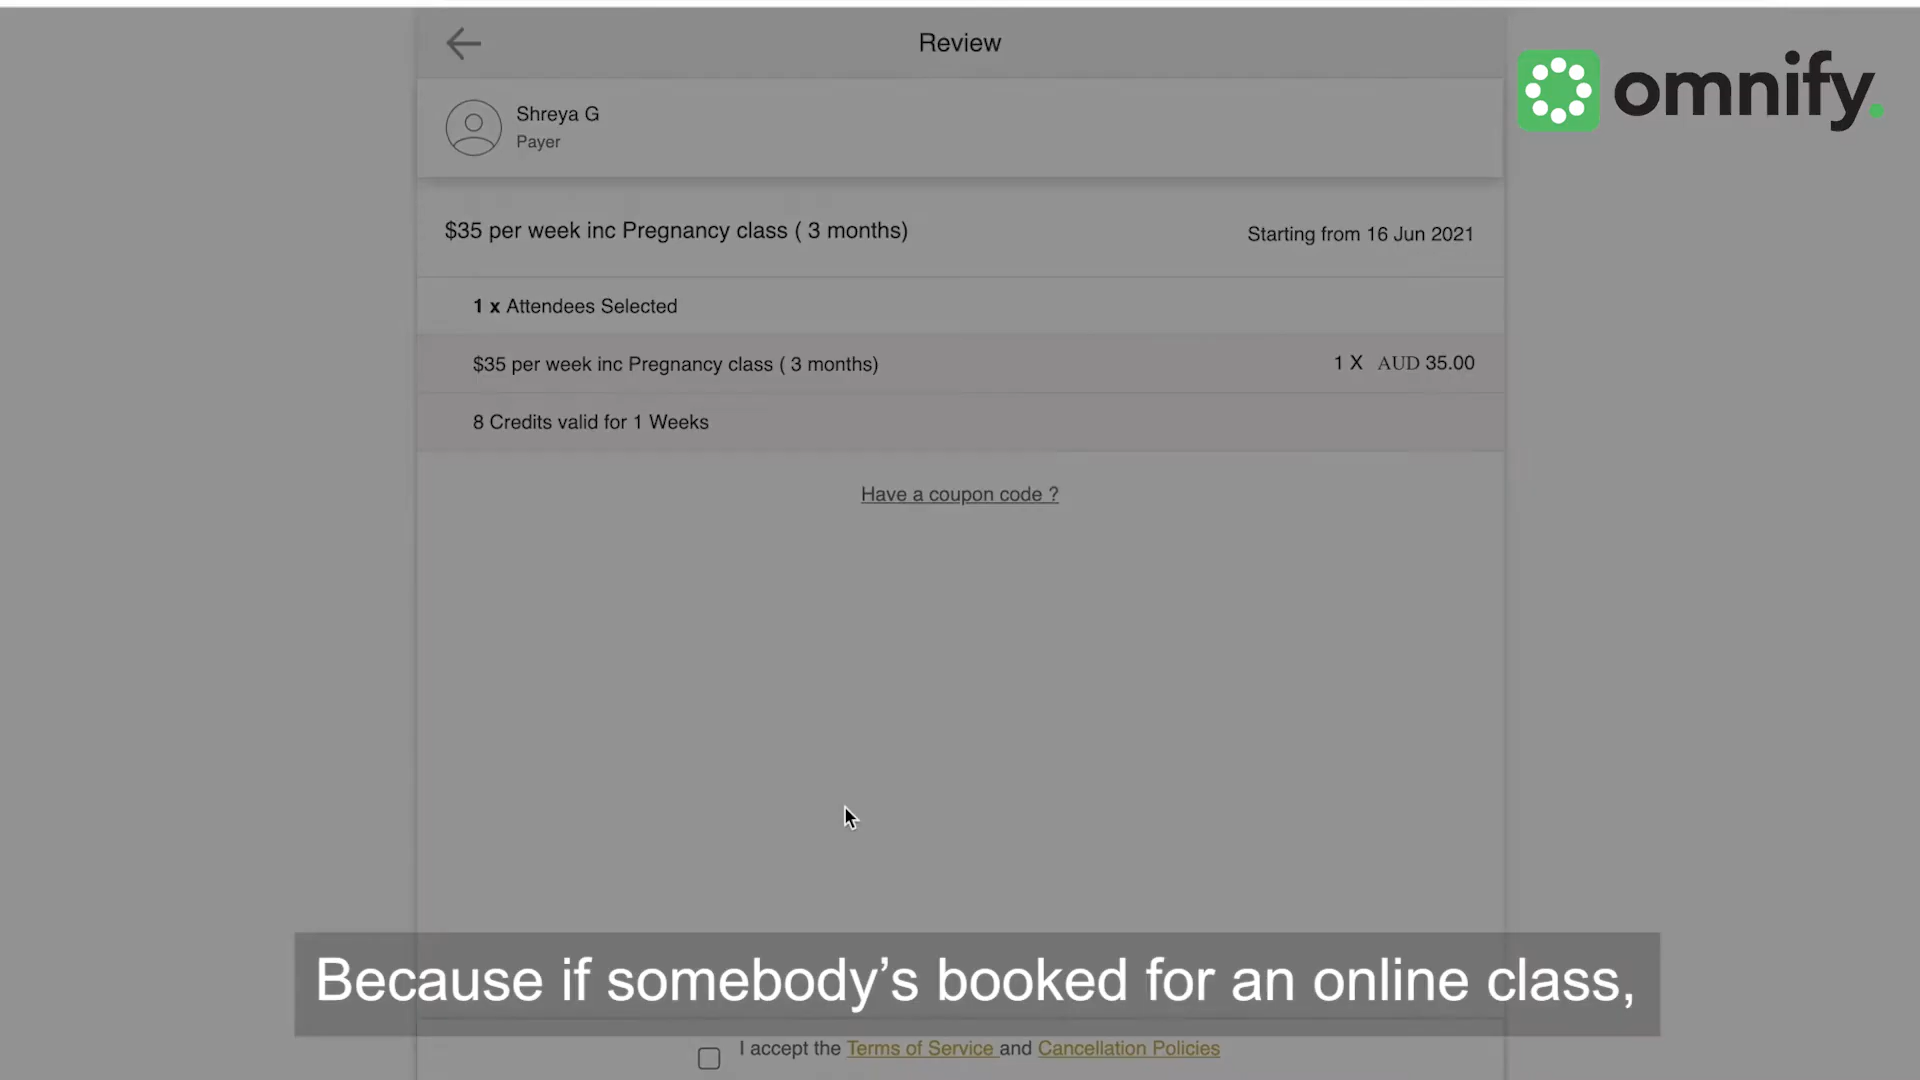 Review
omnify.
Shreya G
Payer
$35 per week inc Pregnancy class ( 3 months)
Starting from 16 Jun 2021
1 x Attendees Selected
$35 per week inc Pregnancy class ( 3 months)
1 X AUD 35.00
8 Credits valid for 1 Weeks
Have a coupon code ?
Because if somebody’s booked for an online class,
I accept the Terms of Service and Cancellation Policies